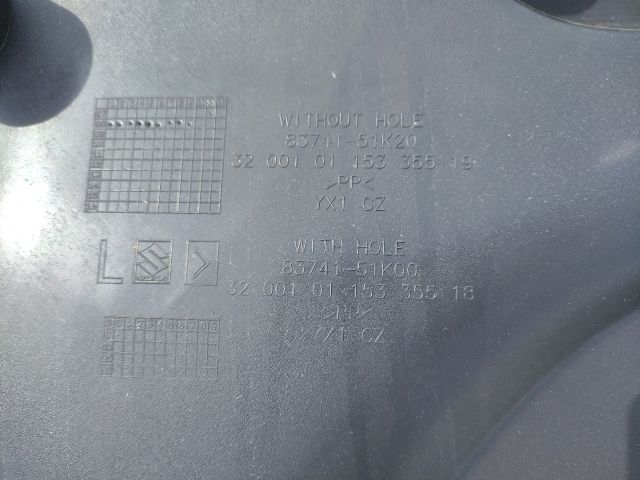 WITHOUT HOLE
83741-51K20
32 001 01 153 355 19
>PP<
YX1 CZ
L
WITH HOLE
83741-51K00
32 001 01 153 355 18
>PP<
YX1 CZ